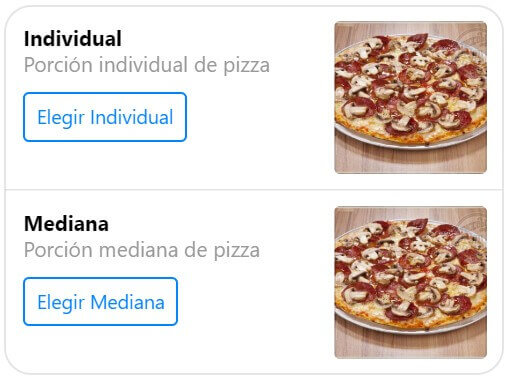 Individual
Porción individual de pizza
Elegir Individual
Mediana
Porción mediana de pizza
Elegir Mediana